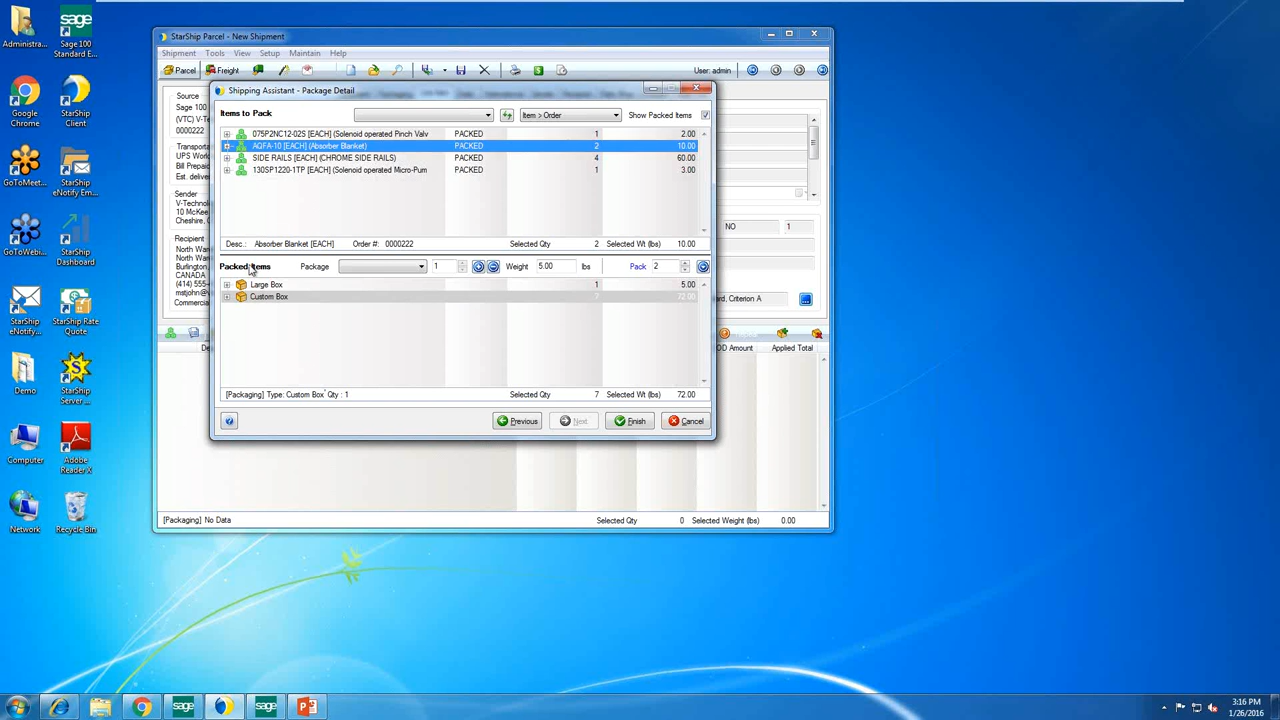 Administra...
Sage 100 Standard E...
Google Chrome
StarShip Client
GoToMeet...
StarShip eNotify Em...
GoToWebi...
StarShip Dashboard
StarShip eNotify...
StarShip Rate Quote
Demo
StarShip Server ...
Computer
Adobe Reader X
Network
Recycle Bin
StarShip Parcel - New Shipment
Shipment Tools View Setup Maintain Help
Parcel Freight User: admin
Source
Sage 100
(VTC) V-Techno
0000222
Transporta
UPS World
Bill Prepaid
Est. deliver
Sender
V-Technol
10 McKee
Cheshire,
Recipient
North War
North War
Burlington,
CANADA
(414) 555-
mstjohn@v
Commercia
NO 1
ard, Criterion A
OD Amount Applied Total
[Packaging] No Data Selected Qty 0 Selected Weight (lbs) 0.00
Shipping Assistant - Package Detail
Items to Pack Item > Order Show Packed Items
075P2NC12-02S [EACH] (Solenoid operated Pinch Valv PACKED 1 2.00
AQFA-10 [EACH] (Absorber Blanket) PACKED 2 10.00
SIDE RAILS [EACH] (CHROME SIDE RAILS) PACKED 4 60.00
130SP1220-1TP [EACH] (Solenoid operated Micro-Pum PACKED 1 3.00
Desc.: Absorber Blanket [EACH] Order #: 0000222 Selected Qty 2 Selected Wt (lbs) 10.00
Packed Items Package 1 Weight 5.00 lbs Pack 2
Large Box 1 5.00
Custom Box 7 72.00
[Packaging] Type: Custom Box Qty : 1 Selected Qty 7 Selected Wt (lbs) 72.00
Previous Next Finish Cancel
3:16 PM
1/26/2016